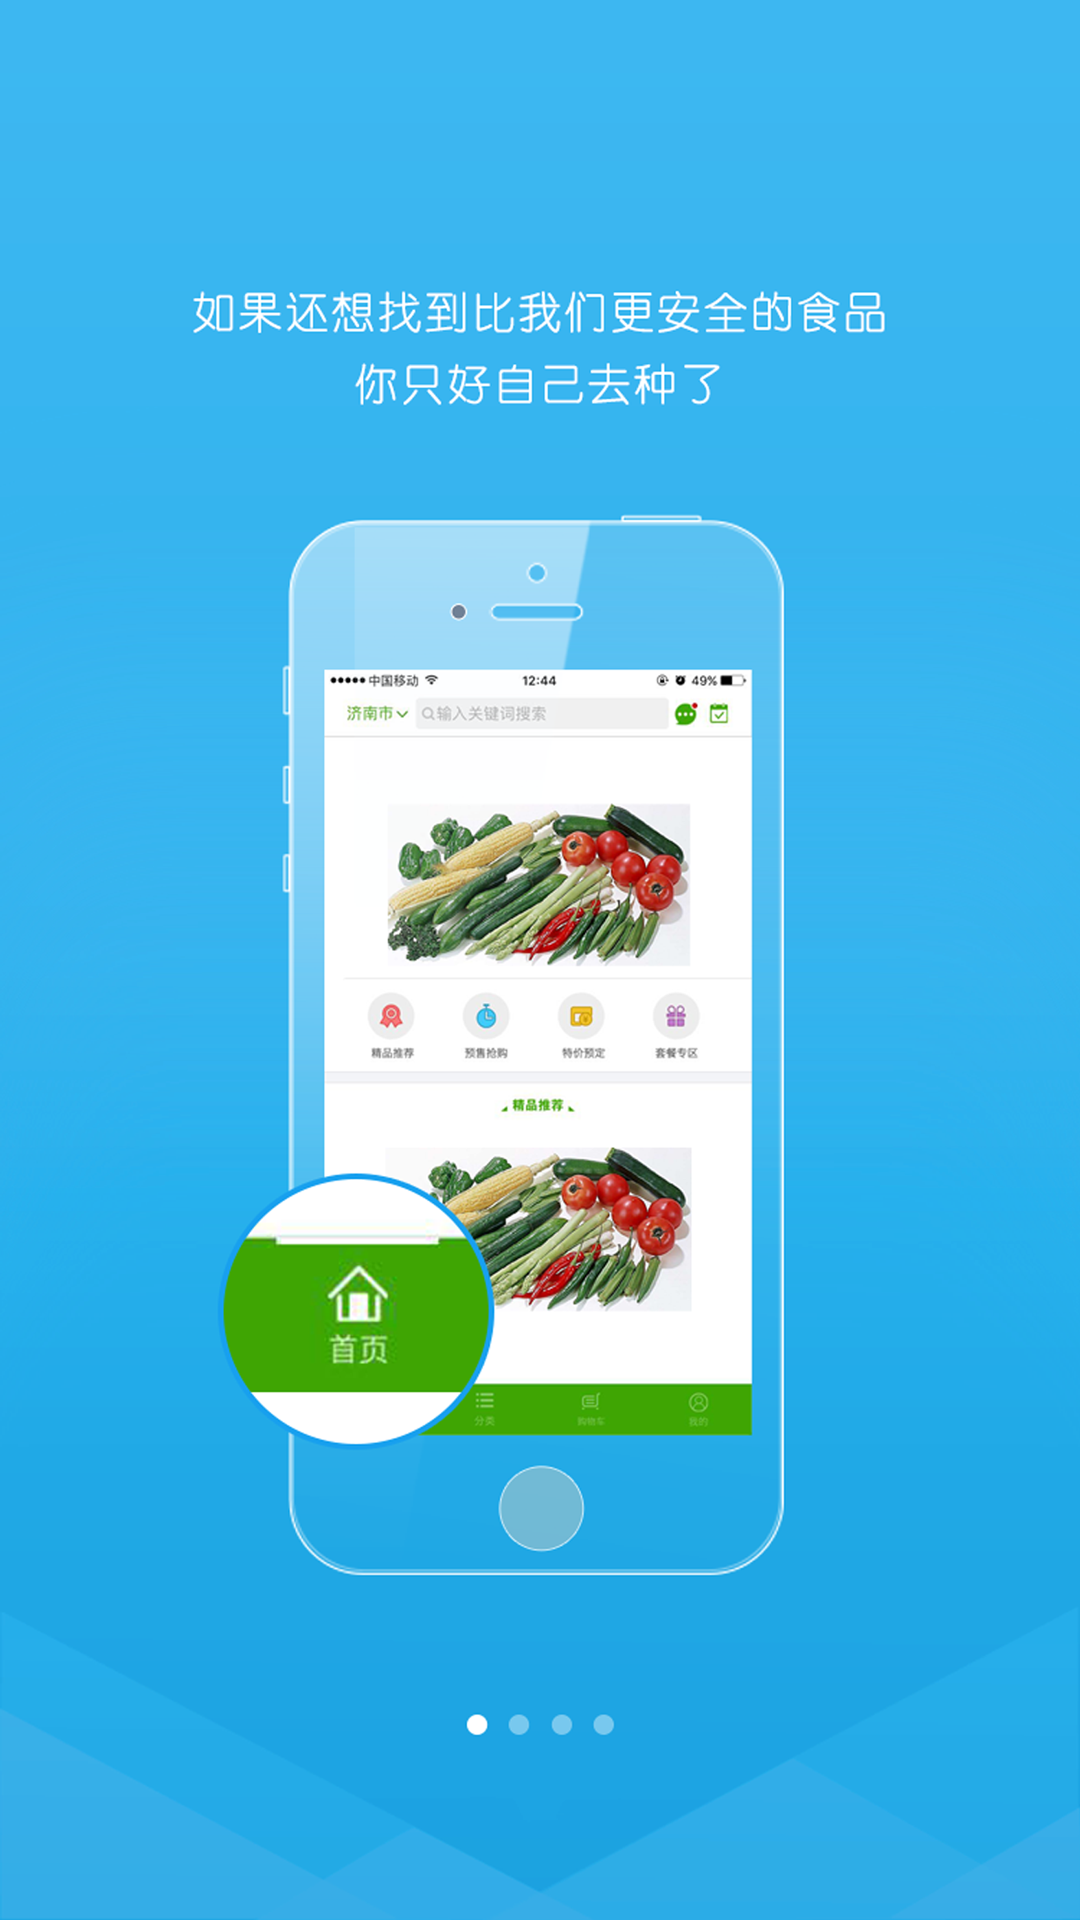 如果还想找到比我们更安全的食品
你只好自己去种了
中国移动 12:44 49%
济南市 输入关键词搜索
精品推荐 预售抢购 特价预定 套餐专区
精品推荐
首页
分类 购物车 我的